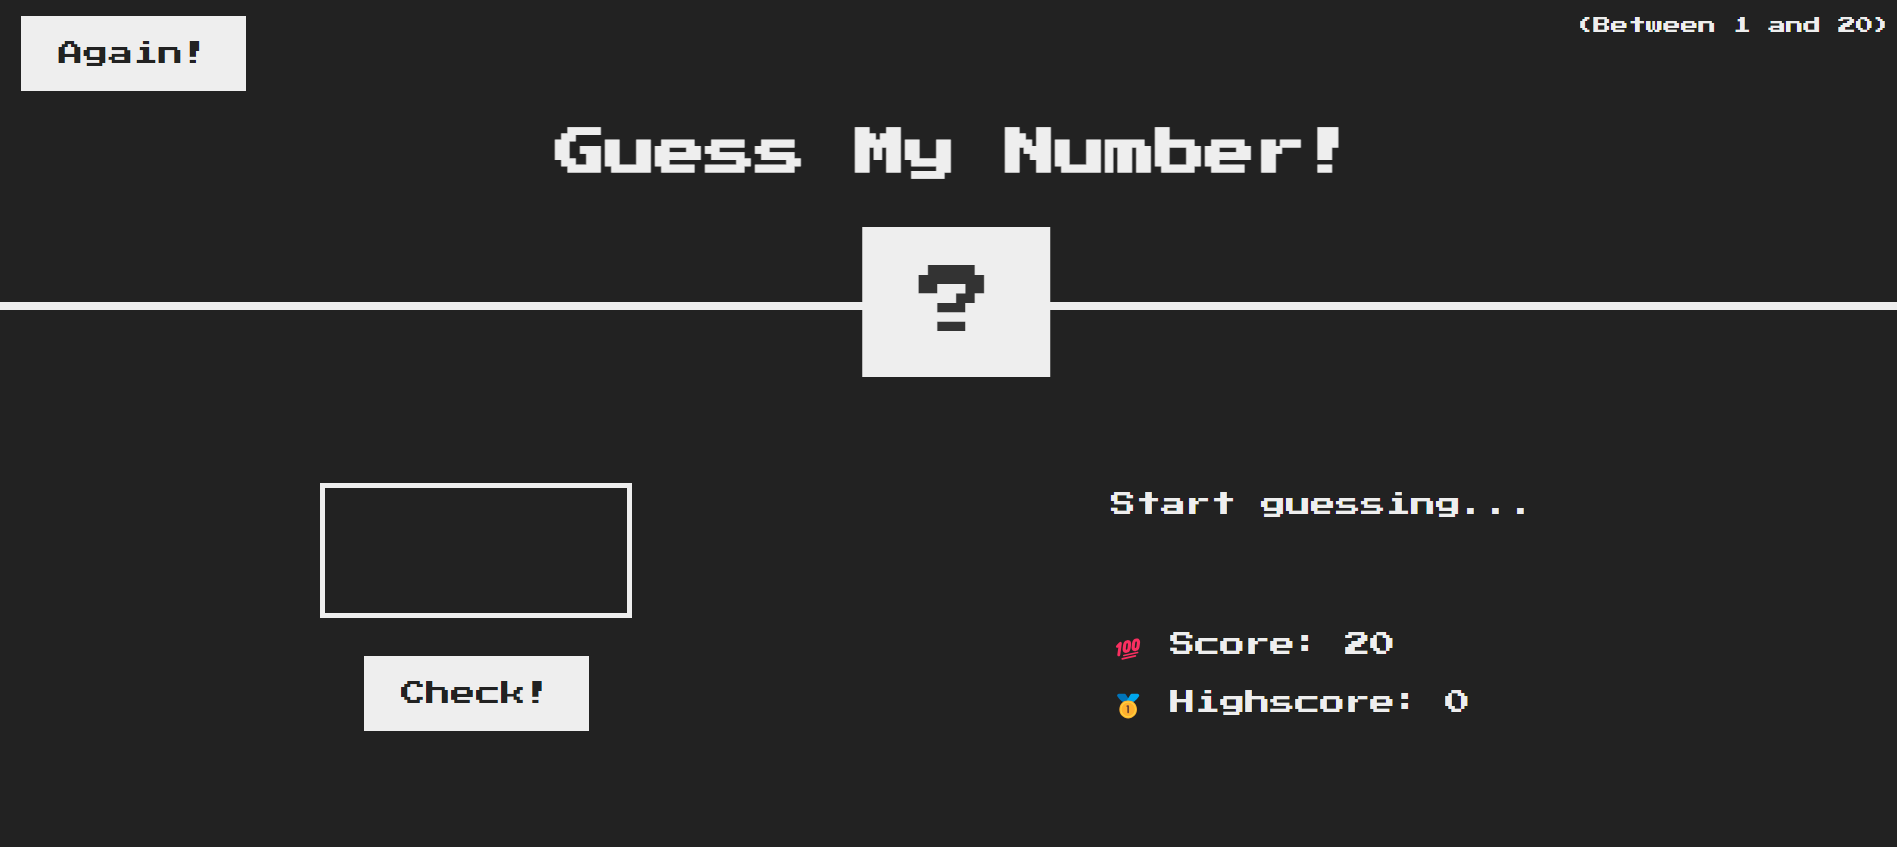 Again!
(Between 1 and 20)
Guess My Number!
?
Start guessing...
Check!
💯 Score: 20
🥇 Highscore: 0